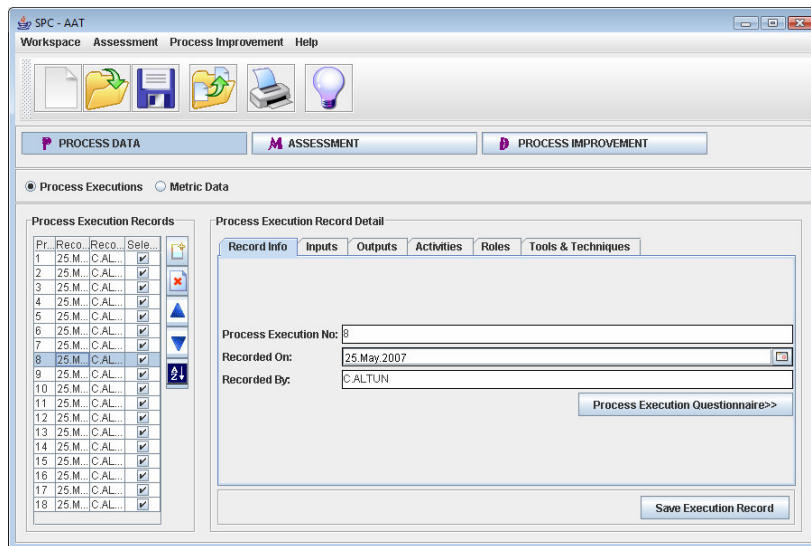 SPC - AAT
Workspace Assessment Process Improvement Help
P PROCESS DATA M ASSESSMENT D PROCESS IMPROVEMENT
Process Executions Metric Data
Process Execution Records
Pr... Reco... Reco... Sele...
1 25.M... C.AL...
2 25.M... C.AL...
3 25.M... C.AL...
4 25.M... C.AL...
5 25.M... C.AL...
6 25.M... C.AL...
7 25.M... C.AL...
8 25.M... C.AL...
9 25.M... C.AL...
10 25.M... C.AL...
11 25.M... C.AL...
12 25.M... C.AL...
13 25.M... C.AL...
14 25.M... C.AL...
15 25.M... C.AL...
16 25.M... C.AL...
17 25.M... C.AL...
18 25.M... C.AL...
A Z
Process Execution Record Detail
Record Info Inputs Outputs Activities Roles Tools & Techniques
Process Execution No: 8
Recorded On: 25.May.2007
Recorded By: C.ALTUN
Process Execution Questionnaire>>
Save Execution Record